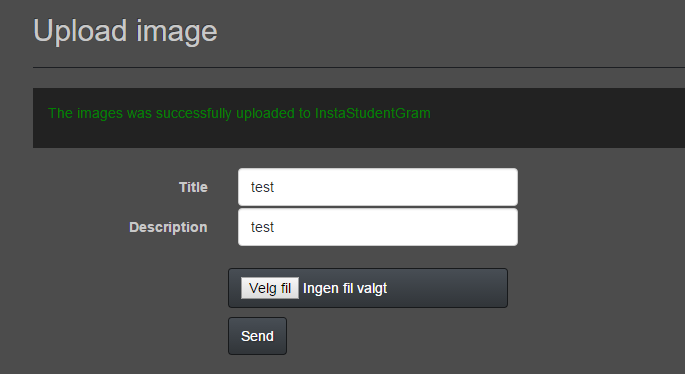 Upload image
The images was successfully uploaded to InstaStudentGram
Title test
Description test
Velg fil Ingen fil valgt
Send